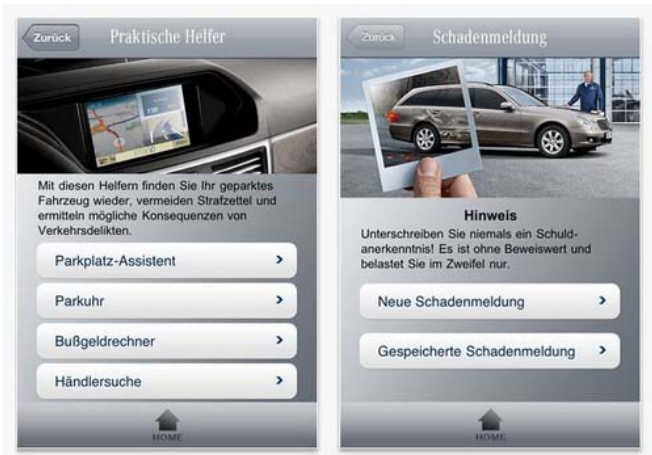 Zurück
Praktische Helfer
Mit diesen Helfern finden Sie Ihr geparktes
Fahrzeug wieder, vermeiden Strafzettel und
ermitteln mögliche Konsequenzen von
Verkehrsdelikten.
Parkplatz-Assistent
Parkuhr
Bußgeldrechner
Händlersuche
HOME
Zurück
Schadenmeldung
Hinweis
Unterschreiben Sie niemals ein Schuld-
anerkenntnis! Es ist ohne Beweiswert und
belastet Sie im Zweifel nur.
Neue Schadenmeldung
Gespeicherte Schadenmeldung
HOME